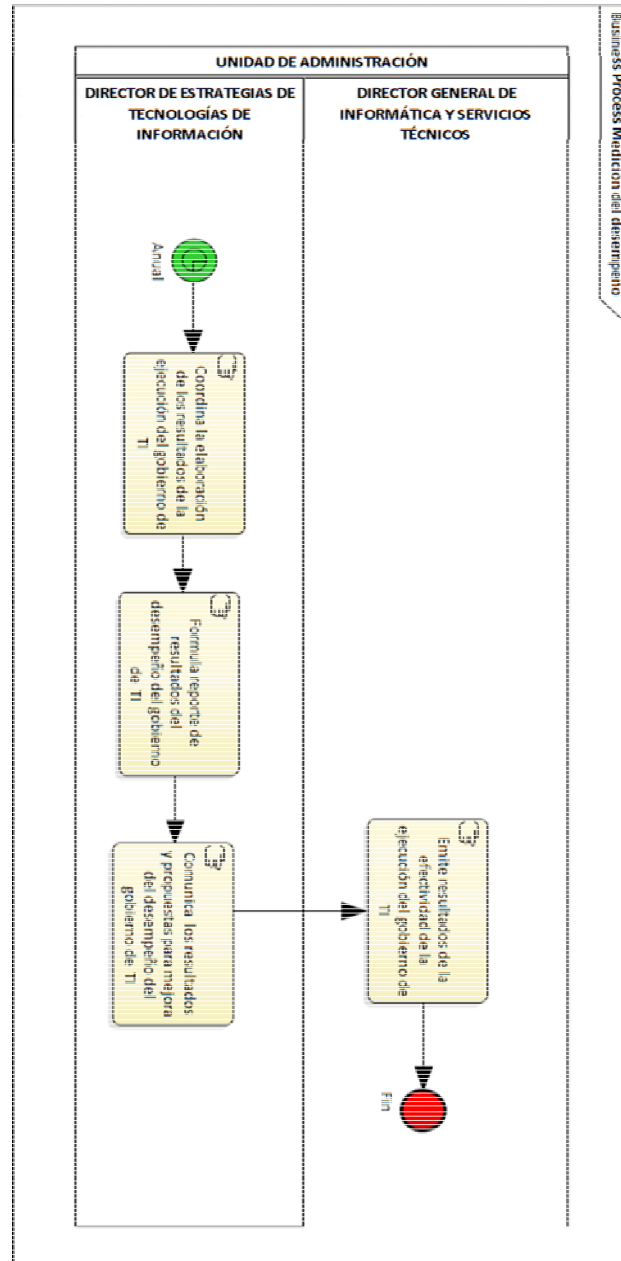 Business Process Medicion del desempeño
UNIDAD DE ADMINISTRACIÓN
DIRECTOR DE ESTRATEGIAS DE
TECNOLOGÍAS DE
INFORMACIÓN
DIRECTOR GENERAL DE
INFORMÁTICA Y SERVICIOS
TÉCNICOS
Anual
Coordina la elaboración
de los resultados de la
ejecución del gobierno de
TI
Formula reporte de
resultados del
desempeño del gobierno
de TI
Comunica los resultados
y propuestas para mejora
del desempeño del
gobierno de TI
Emite resultados de la
efectividad de la
ejecución del gobierno de
TI
Fin